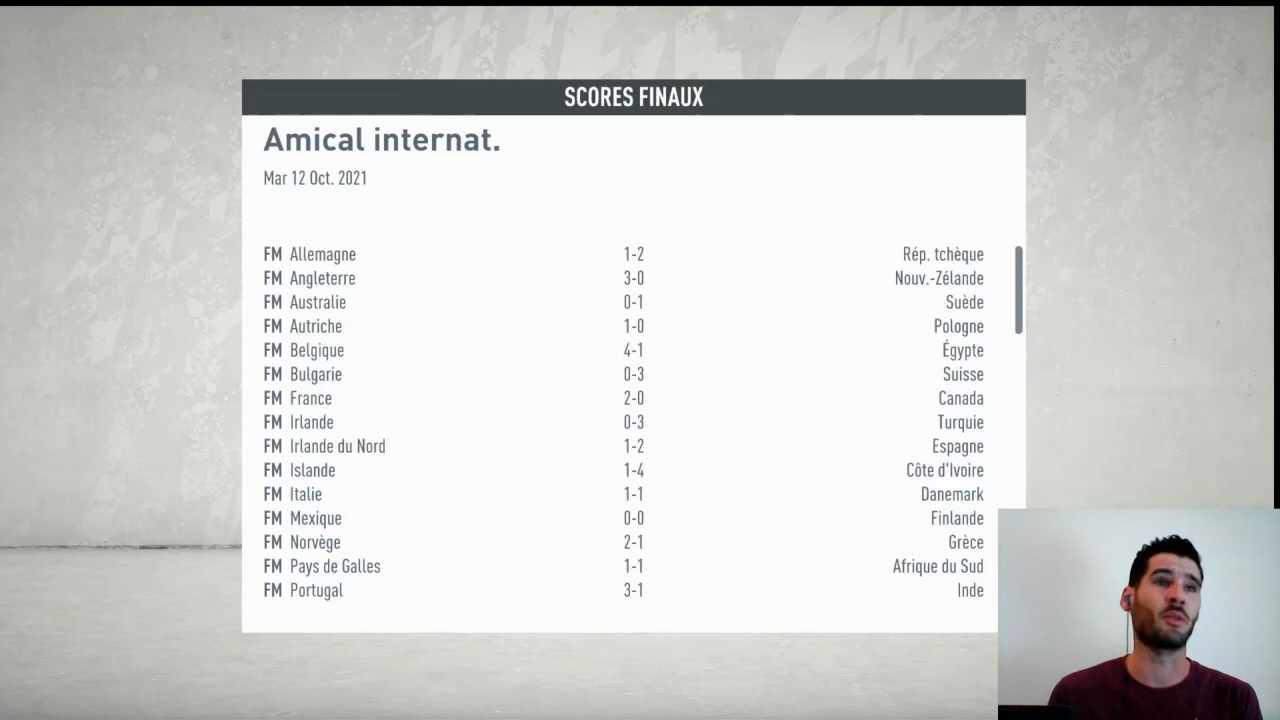 SCORES FINAUX
Amical internat.
Mar 12 Oct. 2021
FM Allemagne 1-2 Rép. tchèque
FM Angleterre 3-0 Nouv.-Zélande
FM Australie 0-1 Suède
FM Autriche 1-0 Pologne
FM Belgique 4-1 Égypte
FM Bulgarie 0-3 Suisse
FM France 2-0 Canada
FM Irlande 0-3 Turquie
FM Irlande du Nord 1-2 Espagne
FM Islande 1-4 Côte d'Ivoire
FM Italie 1-1 Danemark
FM Mexique 0-0 Finlande
FM Norvège 2-1 Grèce
FM Pays de Galles 1-1 Afrique du Sud
FM Portugal 3-1 Inde